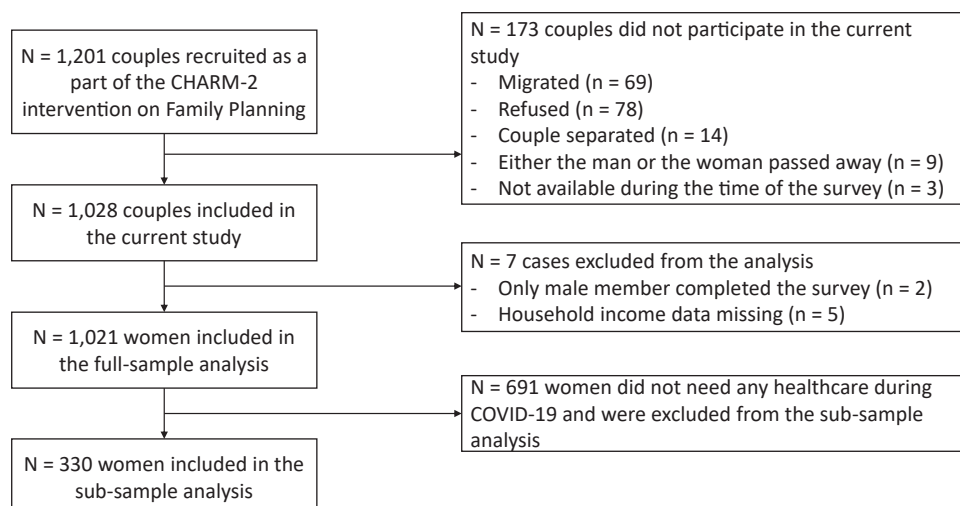 N = 1,201 couples recruited as a
part of the CHARM-2
intervention on Family Planning
N = 173 couples did not participate in the current
study
- Migrated (n = 69)
- Refused (n = 78)
- Couple separated (n = 14)
- Either the man or the woman passed away (n = 9)
- Not available during the time of the survey (n = 3)
N = 1,028 couples included in
the current study
N = 7 cases excluded from the analysis
- Only male member completed the survey (n = 2)
- Household income data missing (n = 5)
N = 1,021 women included in
the full-sample analysis
N = 691 women did not need any healthcare during
COVID-19 and were excluded from the sub-sample
analysis
N = 330 women included in the
sub-sample analysis